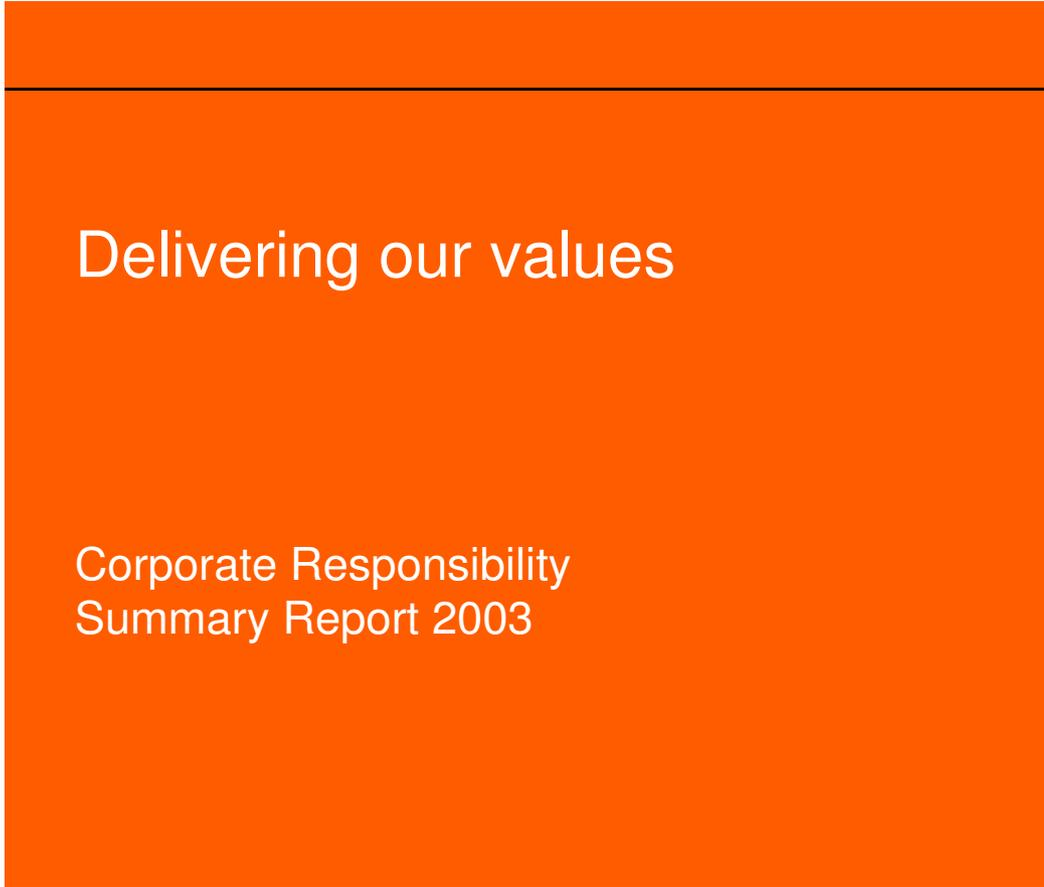 Delivering our values
Corporate Responsibility
Summary Report 2003